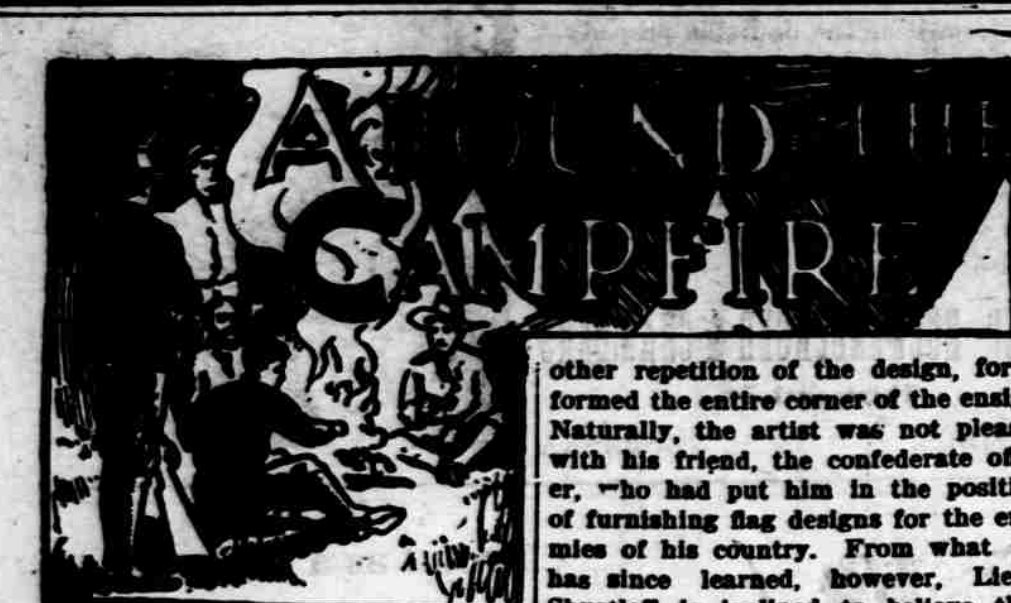 AROUND THE
CAMPFIRE
other repetition of the design, for
formed the entire corner of the ensi
Naturally, the artist was not pleas
with his friend, the confederate of
er, who had put him in the positi
of furnishing flag designs for the e
mies of his country. From what
has since learned, however, Lie